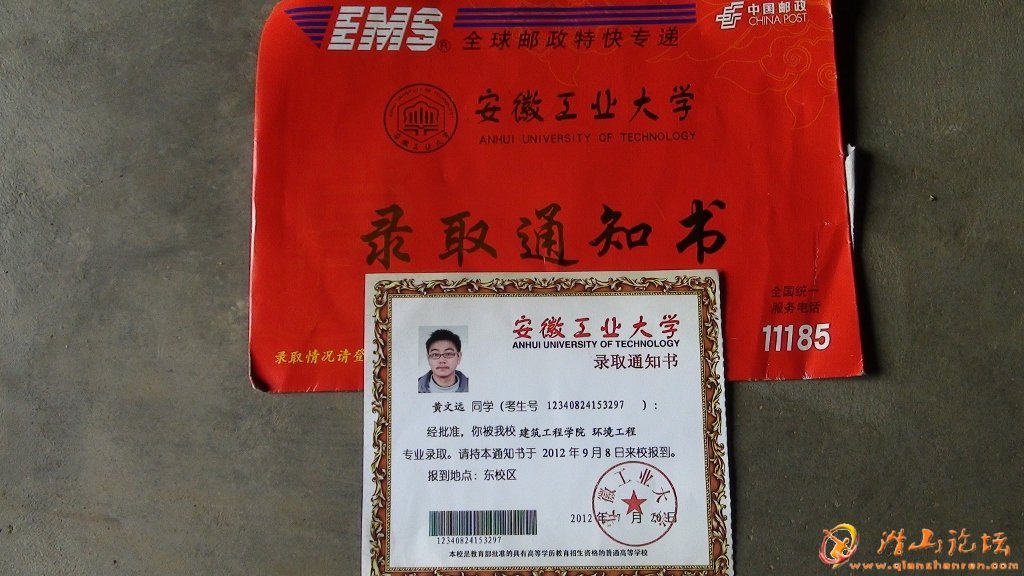 EMS® 全球邮政特快专递
中国邮政
CHINA POST
安徽工业大学
ANHUI UNIVERSITY OF TECHNOLOGY
录取通知书
全国统一
服务电话
11185
录取情况请登
安徽工业大学
ANHUI UNIVERSITY OF TECHNOLOGY
录取通知书
黄文远 同学（考生号 12340824153297 ）：
经批准，你被我校 建筑工程学院 环境工程
专业录取。请持本通知书于 2012 年 9 月 8 日来校报到。
报到地点：东校区
2012 年 7 月 20 日
12340824153297
本校是教育部批准的具有高等学历教育招生资格的普通高等学校
潜山论坛
www.qianshanren.com